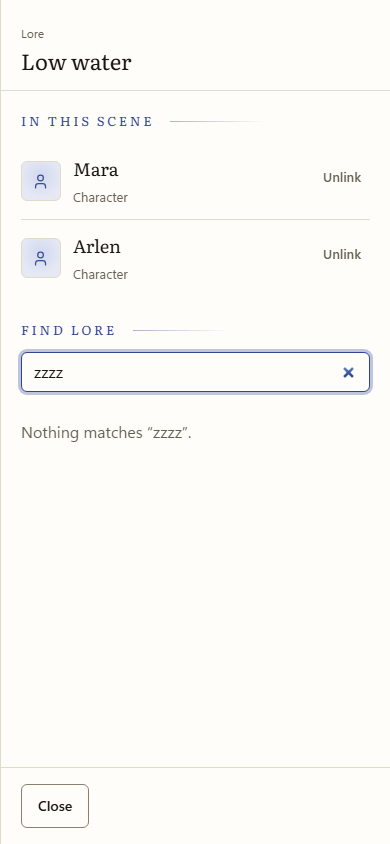 Lore
Low water
IN THIS SCENE
Mara
Character
Unlink
Arlen
Character
Unlink
FIND LORE
zzzz
Nothing matches “zzzz”.
Close